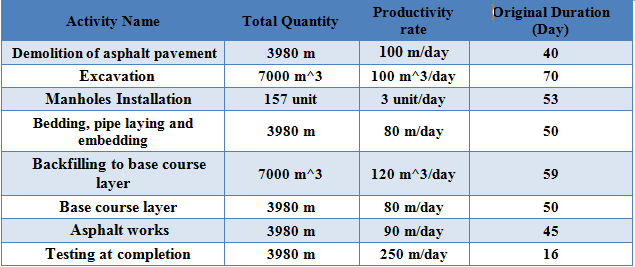 Activity Name Total Quantity Productivity rate Original Duration (Day)
Demolition of asphalt pavement 3980 m 100 m/day 40
Excavation 7000 m^3 100 m^3/day 70
Manholes Installation 157 unit 3 unit/day 53
Bedding, pipe laying and embedding 3980 m 80 m/day 50
Backfilling to base course layer 7000 m^3 120 m^3/day 59
Base course layer 3980 m 80 m/day 50
Asphalt works 3980 m 90 m/day 45
Testing at completion 3980 m 250 m/day 16